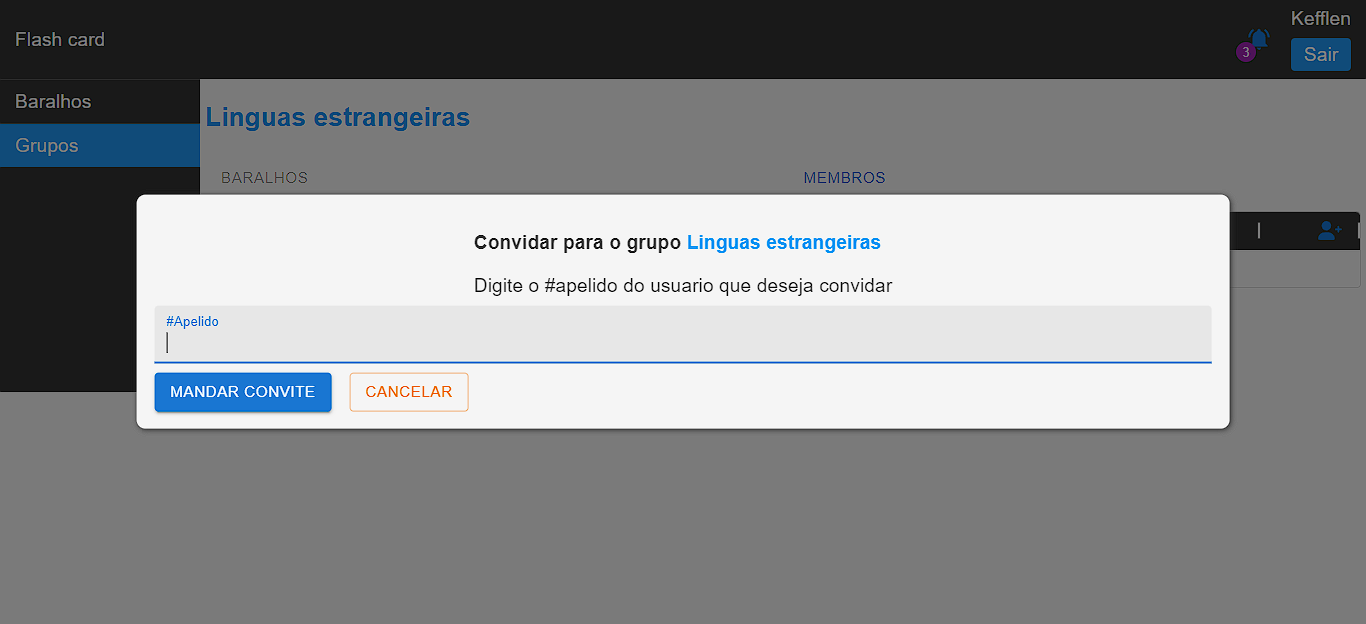 Flash card
3
Kefflen
Sair
Baralhos
Grupos
Linguas estrangeiras
BARALHOS
MEMBROS
Convidar para o grupo Linguas estrangeiras
Digite o #apelido do usuario que deseja convidar
#Apelido
MANDAR CONVITE
CANCELAR